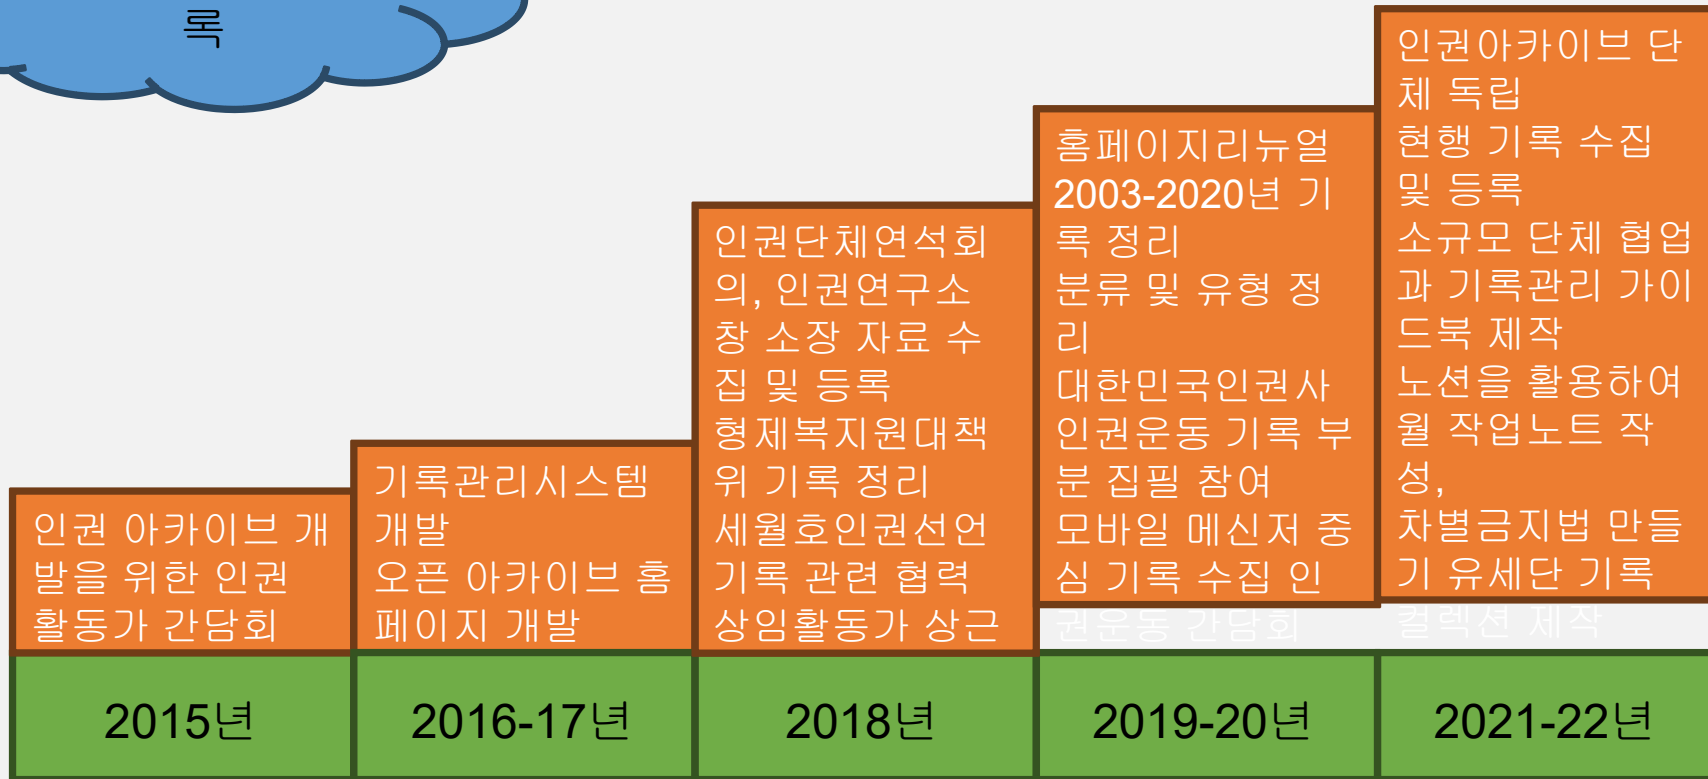 록
인권 아카이브 개
발을 위한 인권
활동가 간담회
2015년
기록관리시스템
개발
오픈 아카이브 홈
페이지 개발
2016-17년
인권단체연석회
의, 인권연구소
창 소장 자료 수
집 및 등록
형제복지원대책
위 기록 정리
세월호인권선언
기록 관련 협력
상임활동가 상근
2018년
홈페이지리뉴얼
2003-2020년 기
록 정리
분류 및 유형 정
리
대한민국인권사
인권운동 기록 부
분 집필 참여
모바일 메신저 중
심 기록 수집 인
권운동 간담회
2019-20년
인권아카이브 단
체 독립
현행 기록 수집
및 등록
소규모 단체 협업
과 기록관리 가이
드북 제작
노션을 활용하여
월 작업노트 작
성,
차별금지법 만들
기 유세단 기록
컬렉션 제작
2021-22년